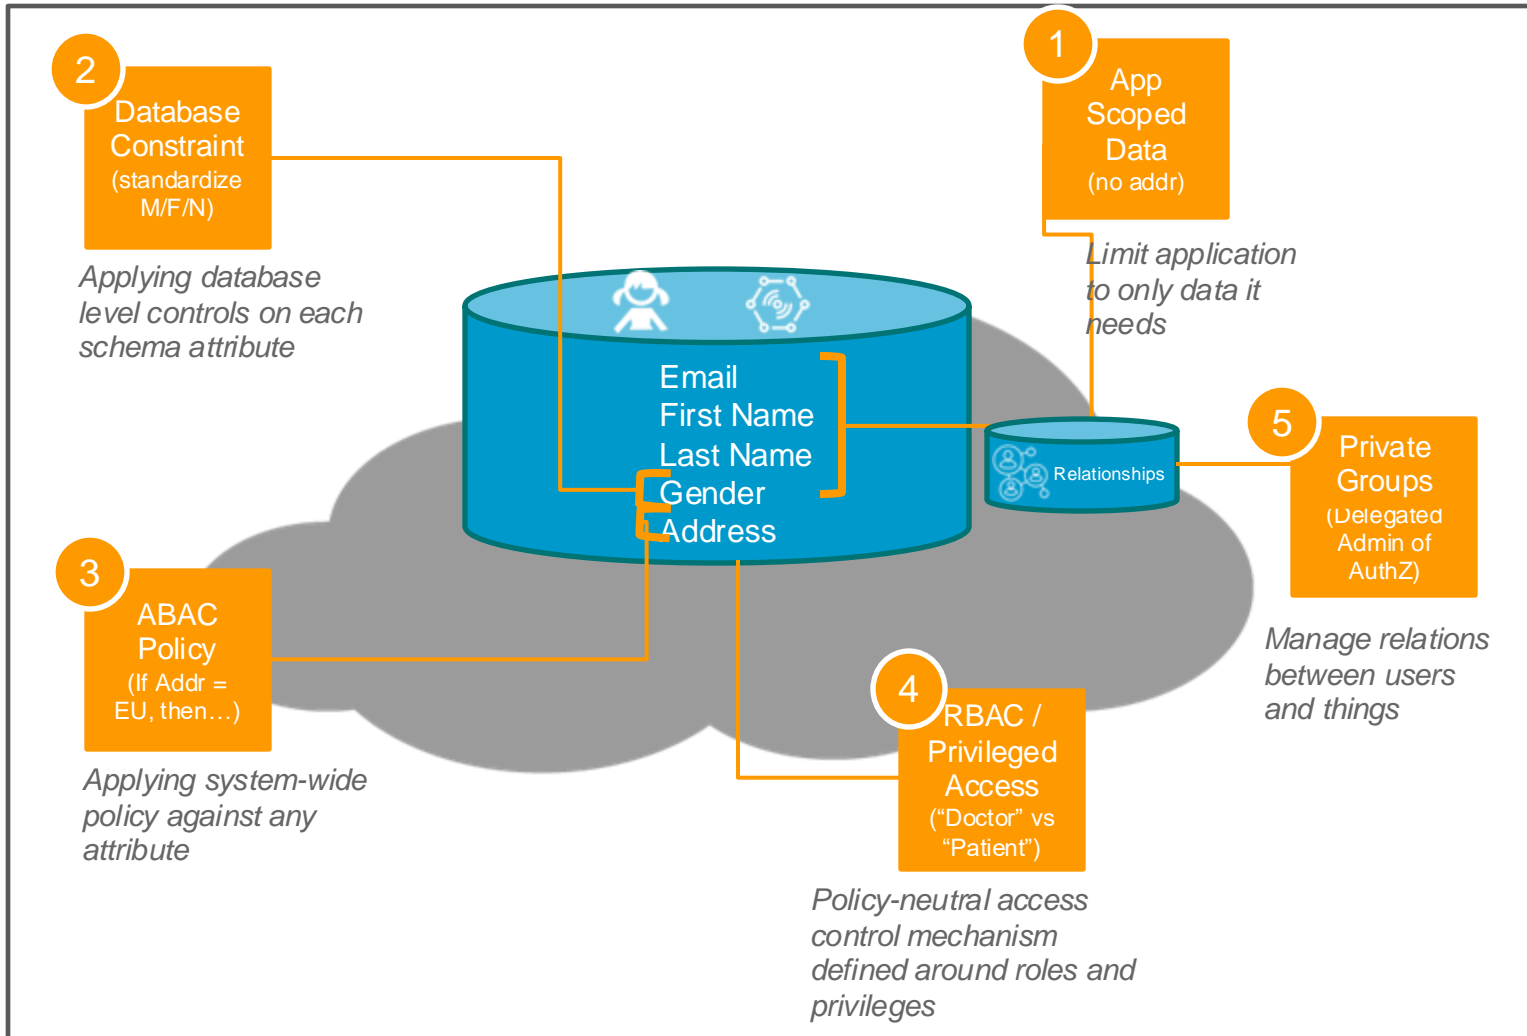 1
App
Scoped
Data
(no addr)
Limit application
to only data it
needs
2
Database
Constraint
(standardize
M/F/N)
Applying database
level controls on each
schema attribute
Email
First Name
Last Name
Gender
Address
Relationships
5
Private
Groups
(Delegated
Admin of
AuthZ)
Manage relations
between users
and things
3
ABAC
Policy
(If Addr =
EU, then…)
Applying system-wide
policy against any
attribute
4
RBAC /
Privileged
Access
(“Doctor” vs
“Patient”)
Policy-neutral access
control mechanism
defined around roles and
privileges